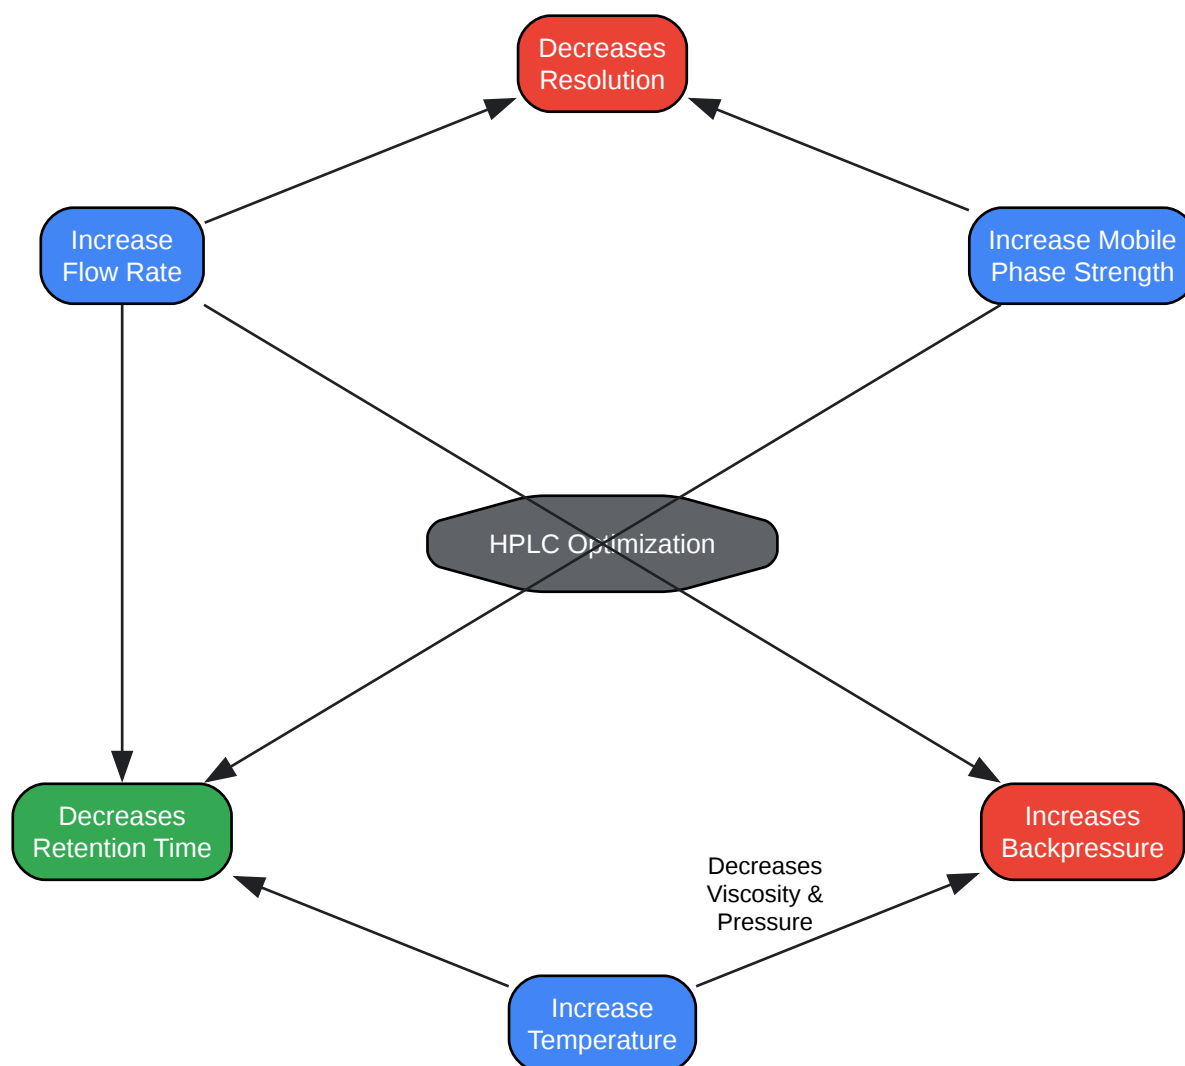 Decreases
Resolution
Increase
Flow Rate
Increase Mobile
Phase Strength
HPLC Optimization
Decreases
Retention Time
Increases
Backpressure
Decreases
Viscosity &
Pressure
Increase
Temperature